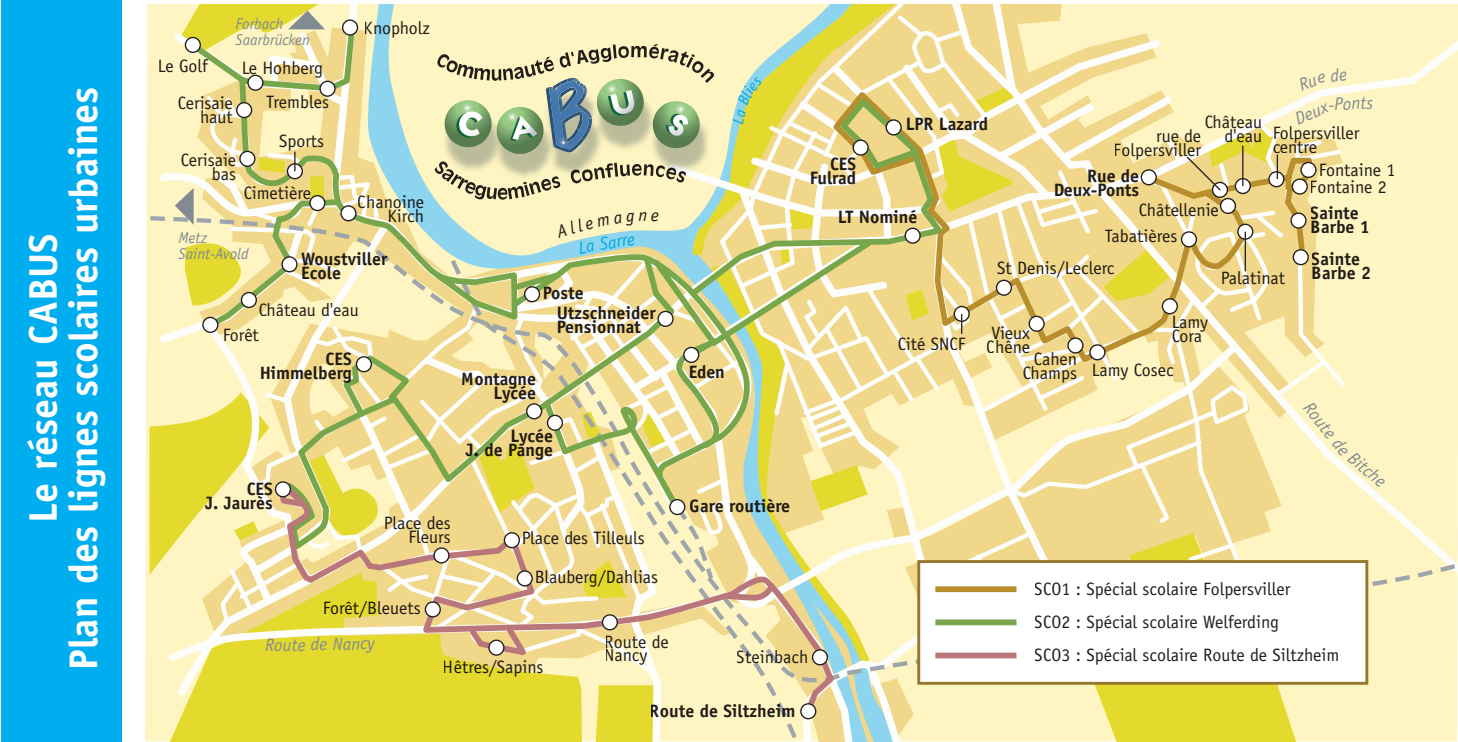 Le réseau CABUS
Plan des lignes scolaires urbaines
Forbach
Saarbrücken
Knopholz
Le Golf
Le Hohberg
Trembles
Cerisaie
haut
Sports
Cerisaie
bas
Cimetière
Chanoine
Kirch
Metz
Saint-Avold
Woustviller
Ecole
Château d'eau
Forêt
Communauté d'Agglomération
CABUS
Sarreguemines Confluences
Allemagne
La Sarre
La Blies
Poste
Utzschneider
Pensionnat
CES
Himmelberg
Montagne
Lycée
Eden
Lycée
J. de Pange
CES
J. Jaurès
Gare routière
Place des
Fleurs
Place des Tilleuls
Blauberg/Dahlias
Forêt/Bleuets
Route de Nancy
Hêtres/Sapins
Route de
Nancy
Steinbach
Route de Siltzheim
LPR Lazard
CES
Fulrad
LT Nominé
Rue de
Deux-Ponts
Château
d'eau
rue de
Folpersviller
Folpersviller
centre
Rue de
Deux-Ponts
Fontaine 1
Fontaine 2
Châtellenie
Sainte
Barbe 1
Tabatières
Sainte
Barbe 2
Palatinat
St Denis/Leclerc
Cité SNCF
Vieux
Chêne
Cahen
Champs
Lamy Cosec
Lamy
Cora
Route de Bitche
SCO1 : Spécial scolaire Folpersviller
SCO2 : Spécial scolaire Welferding
SCO3 : Spécial scolaire Route de Siltzheim